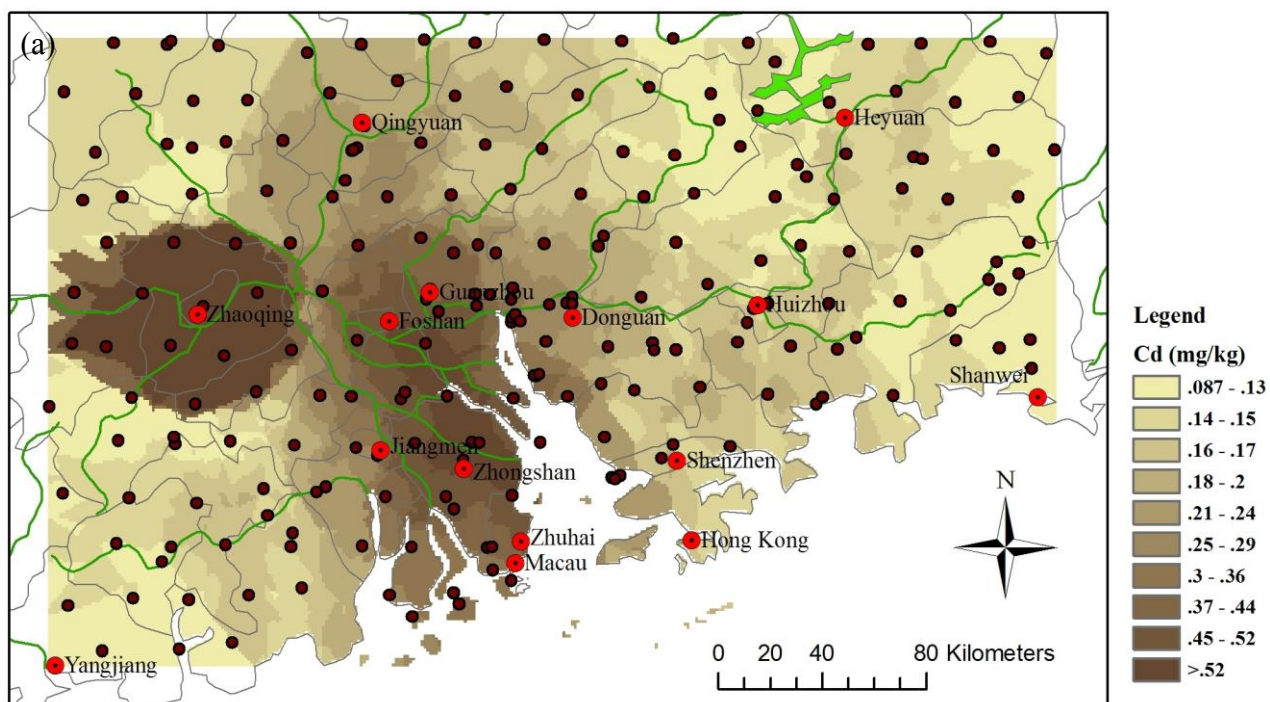 (a)
Qingyuan
Heyuan
Zhaoqing
Guangzhou
Foshan
Donguan
Huizhou
Shanwei
Jiangmen
Zhongshan
Shenzhen
Zhuhai
Macau
Hong Kong
Yangjiang
N
0 20 40 80 Kilometers
Legend
Cd (mg/kg)
.087 - .13
.14 - .15
.16 - .17
.18 - .2
.21 - .24
.25 - .29
.3 - .36
.37 - .44
.45 - .52
>.52